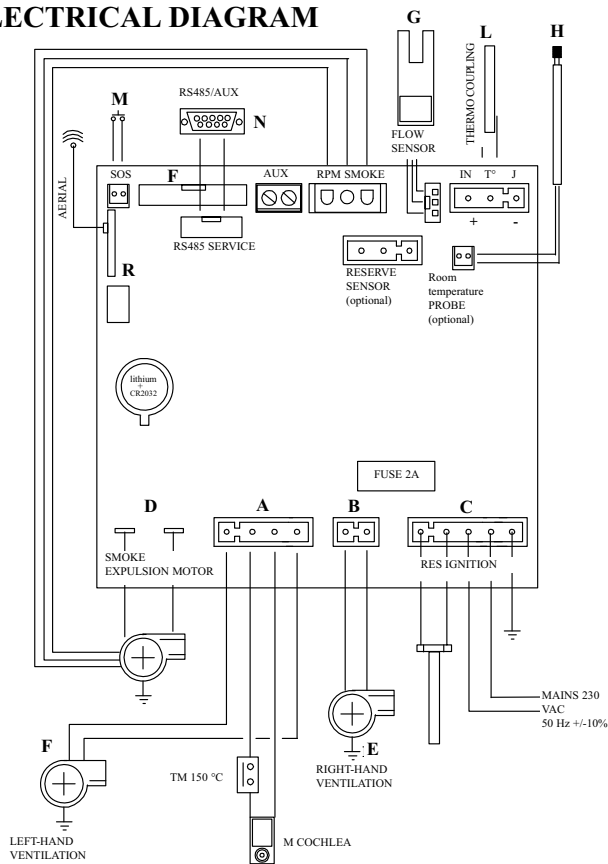 LECTRICAL DIAGRAM
G
L
H
THERMO COUPLING
RS485/AUX
M
N
FLOW
SENSOR
AERIAL
SOS
F
AUX
RPM SMOKE
IN T° J
+ -
RS485 SERVICE
R
RESERVE
SENSOR
(optional)
Room
temperature
PROBE
(optional)
lithium
+
CR2032
FUSE 2A
D
A
B
C
SMOKE
EXPULSION MOTOR
RES IGNITION
MAINS 230
VAC
50 Hz +/-10%
F
E
TM 150 °C
RIGHT-HAND
VENTILATION
LEFT-HAND
VENTILATION
M COCHLEA